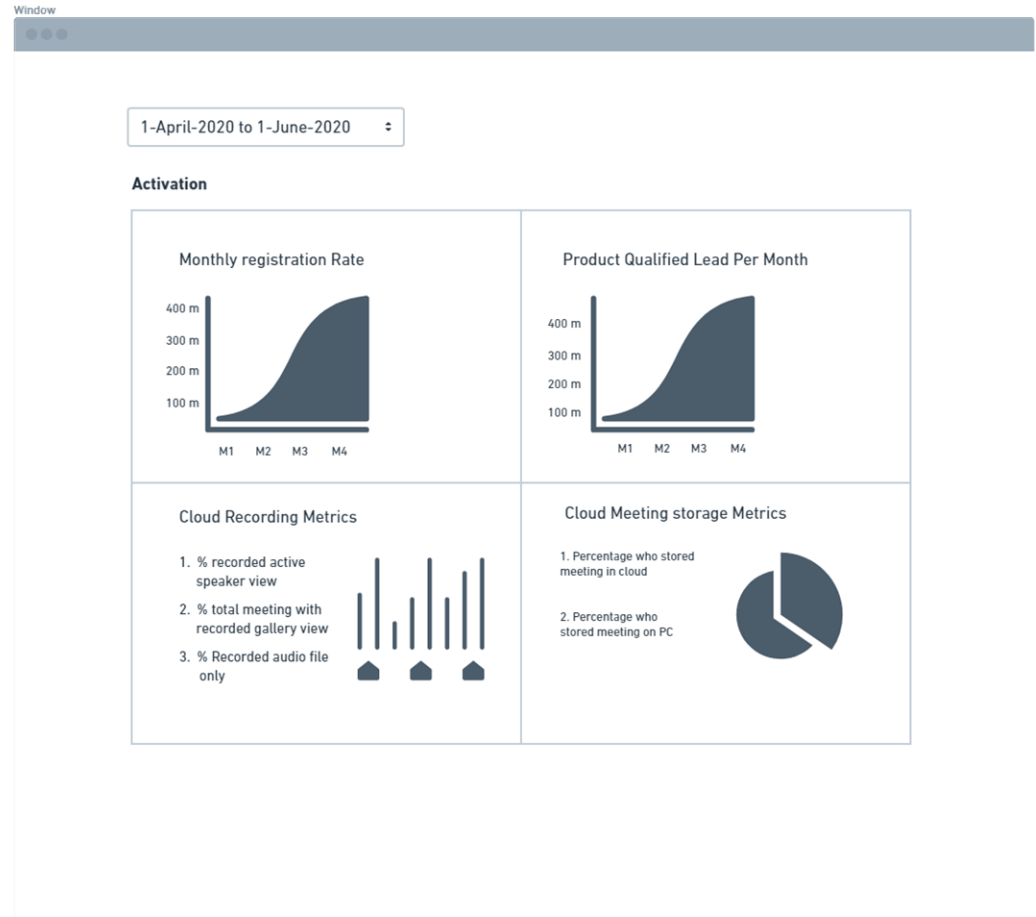 Window
1-April-2020 to 1-June-2020
Activation
Monthly registration Rate
400 m
300 m
200 m
100 m
M1 M2 M3 M4
Product Qualified Lead Per Month
400 m
300 m
200 m
100 m
M1 M2 M3 M4
Cloud Recording Metrics
1. % recorded active
speaker view
2. % total meeting with
recorded gallery view
3. % Recorded audio file
only
Cloud Meeting storage Metrics
1. Percentage who stored
meeting in cloud
2. Percentage who
stored meeting on PC